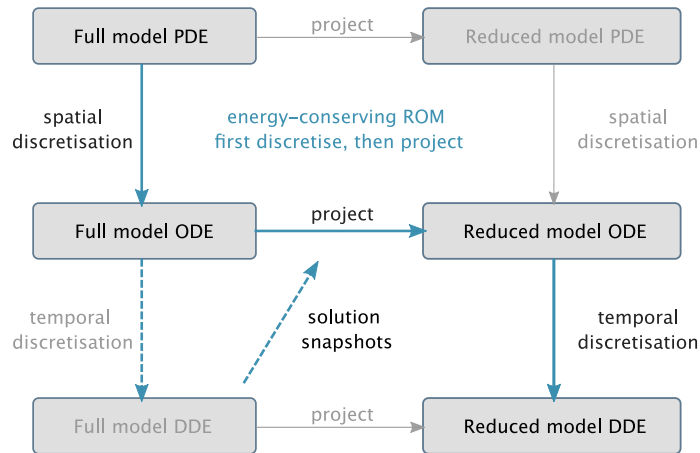 Full model PDE
project
Reduced model PDE
spatial
discretisation
energy–conserving ROM
first discretise, then project
spatial
discretisation
Full model ODE
project
Reduced model ODE
temporal
discretisation
solution
snapshots
temporal
discretisation
Full model DDE
project
Reduced model DDE